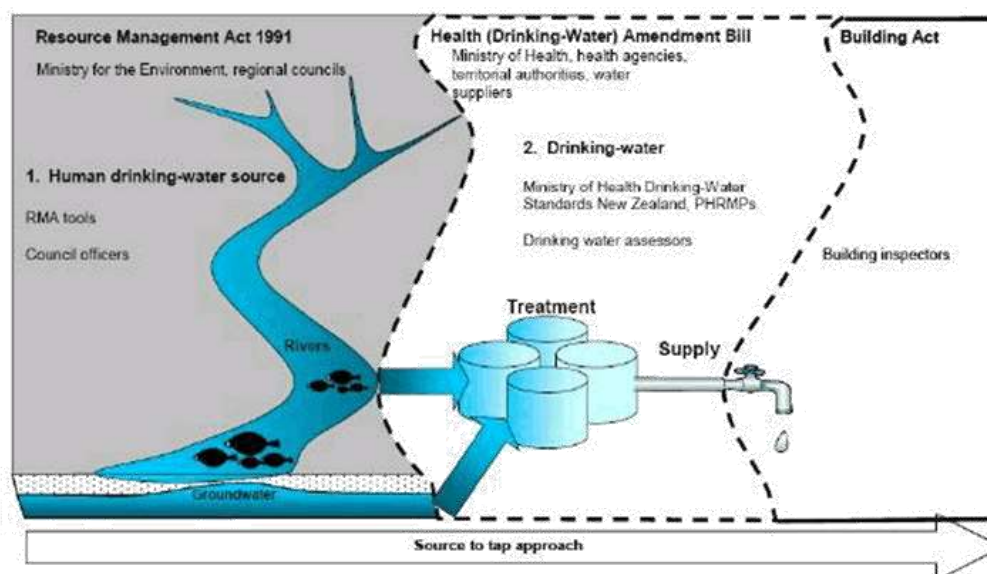 Resource Management Act 1991
Ministry for the Environment, regional councils
1. Human drinking-water source
RMA tools
Council officers
Rivers
Groundwater
Health (Drinking-Water) Amendment Bill
Ministry of Health, health agencies,
territorial authorities, water
suppliers
2. Drinking-water
Ministry of Health Drinking-Water
Standards New Zealand, PHRMPs
Drinking water assessors
Treatment
Supply
Building Act
Building inspectors
Source to tap approach